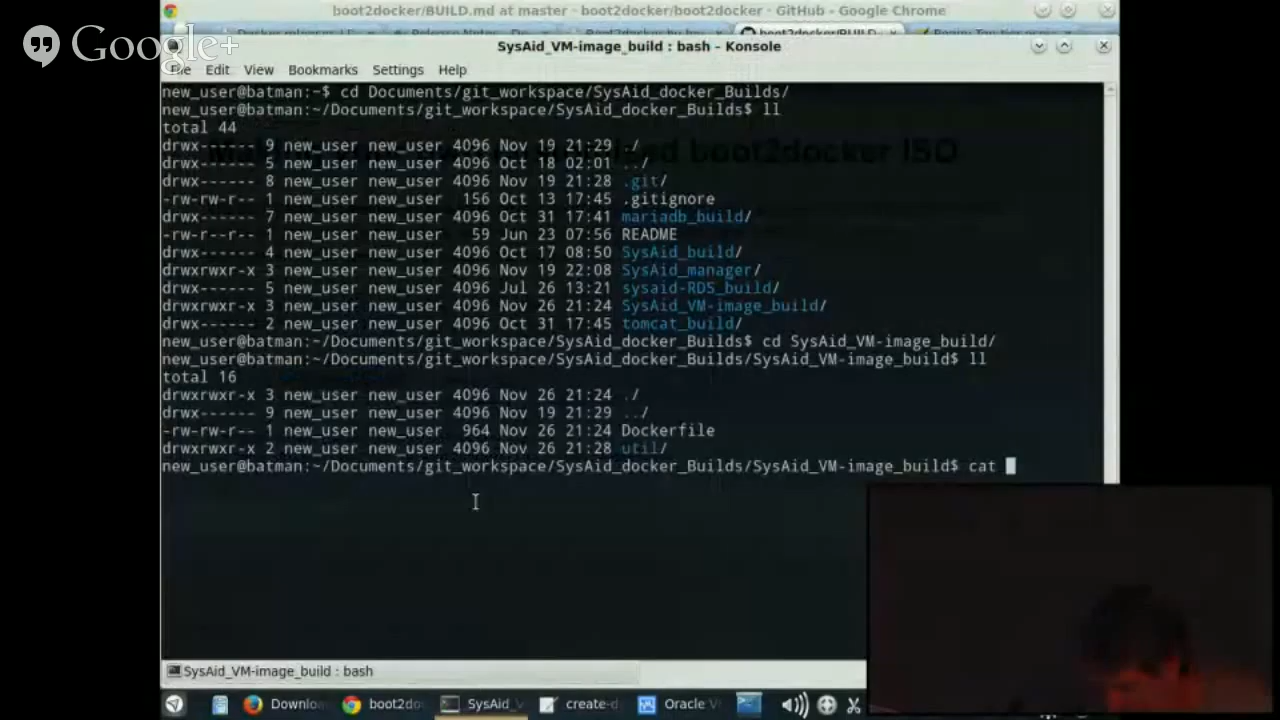 boot2docker/BUILD.md at master · boot2docker/boot2docker · GitHub - Google Chrome
Google+
SysAid_VM-image_build : bash - Konsole
File Edit View Bookmarks Settings Help
new_user@batman:~$ cd Documents/git_workspace/SysAid_docker_Builds/
new_user@batman:~/Documents/git_workspace/SysAid_docker_Builds$ ll
total 44
drwx------ 9 new_user new_user 4096 Nov 19 21:29 ./
drwx------ 5 new_user new_user 4096 Oct 18 02:01 ../
drwx------ 8 new_user new_user 4096 Nov 19 21:28 .git/
-rw-rw-r-- 1 new_user new_user 156 Oct 13 17:45 .gitignore
drwx------ 7 new_user new_user 4096 Oct 31 17:41 mariadb_build/
-rw-r--r-- 1 new_user new_user 59 Jun 23 07:56 README
drwx------ 4 new_user new_user 4096 Oct 17 08:50 SysAid_build/
drwxrwxr-x 3 new_user new_user 4096 Nov 19 22:08 SysAid_manager/
drwx------ 5 new_user new_user 4096 Jul 26 13:21 sysaid-RDS_build/
drwxrwxr-x 3 new_user new_user 4096 Nov 26 21:24 SysAid_VM-image_build/
drwx------ 2 new_user new_user 4096 Oct 31 17:45 tomcat_build/
new_user@batman:~/Documents/git_workspace/SysAid_docker_Builds$ cd SysAid_VM-image_build/
new_user@batman:~/Documents/git_workspace/SysAid_docker_Builds/SysAid_VM-image_build$ ll
total 16
drwxrwxr-x 3 new_user new_user 4096 Nov 26 21:24 ./
drwx------ 9 new_user new_user 4096 Nov 19 21:29 ../
-rw-rw-r-- 1 new_user new_user 964 Nov 26 21:24 Dockerfile
drwxrwxr-x 2 new_user new_user 4096 Nov 26 21:28 util/
new_user@batman:~/Documents/git_workspace/SysAid_docker_Builds/SysAid_VM-image_build$ cat
boot2docker ISO
SysAid_VM-image_build : bash
Downlo boot2do SysAid_V create-d Oracle V